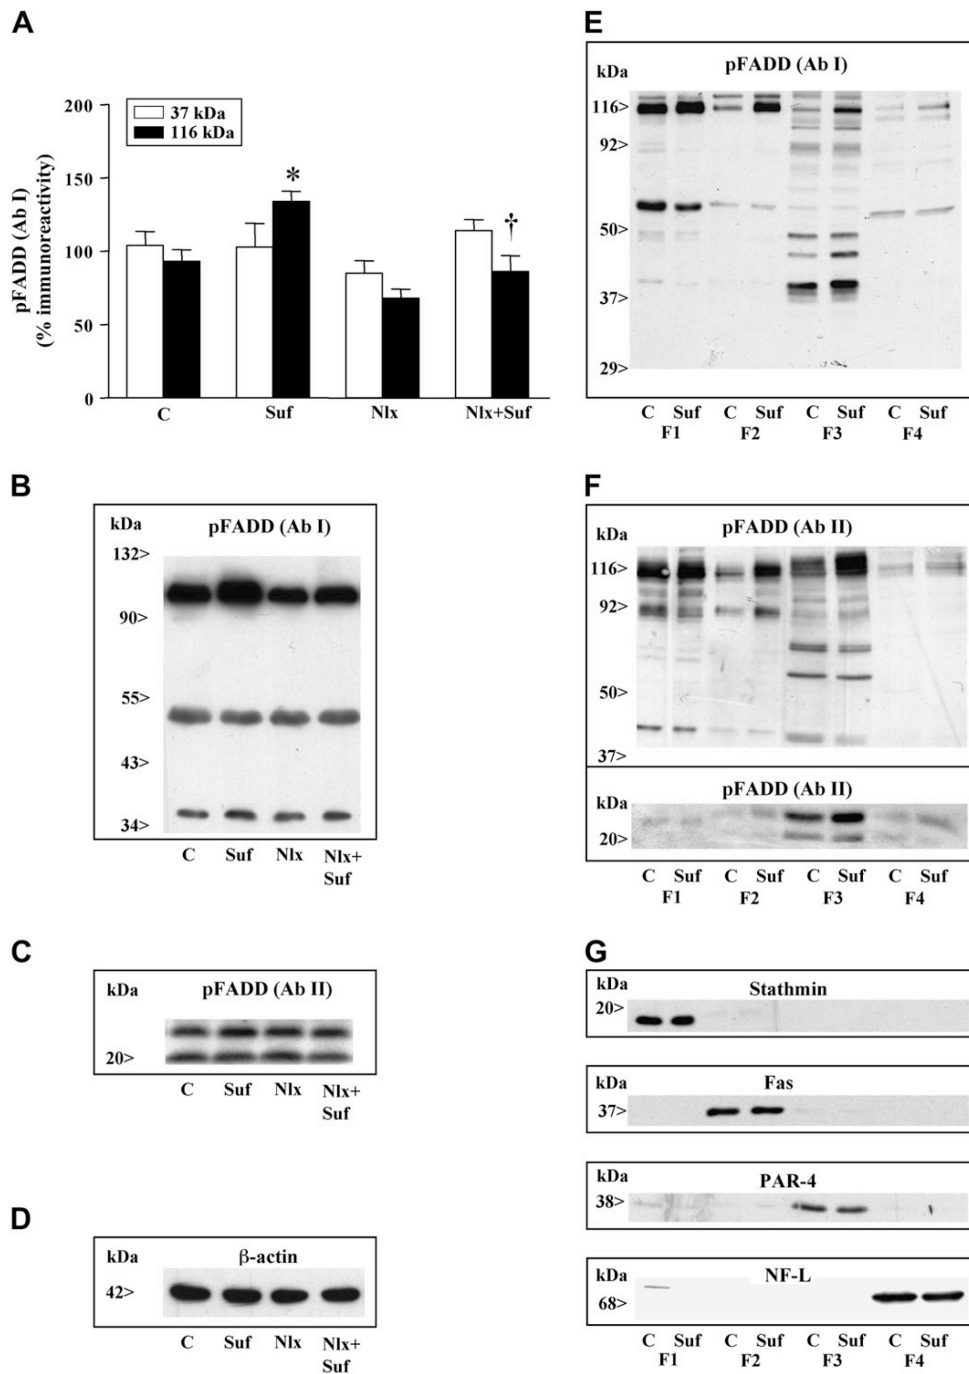 A
pFADD (Ab I)
(% immunoreactivity)
200
150
100
50
0
37 kDa
116 kDa
*
†
C Suf Nlx Nlx+Suf
B
kDa
pFADD (Ab I)
132>
90>
55>
43>
34>
C Suf Nlx Nlx+
Suf
C
kDa
pFADD (Ab II)
20>
C Suf Nlx Nlx+
Suf
D
kDa
β-actin
42>
C Suf Nlx Nlx+
Suf
E
pFADD (Ab I)
kDa
116>
92>
50>
37>
29>
C Suf C Suf C Suf C Suf
F1 F2 F3 F4
F
pFADD (Ab II)
kDa
116>
92>
50>
37>
pFADD (Ab II)
kDa
20>
C Suf C Suf C Suf C Suf
F1 F2 F3 F4
G
kDa
Stathmin
20>
Fas
kDa
37>
PAR-4
kDa
38>
NF-L
kDa
68>
C Suf C Suf C Suf C Suf
F1 F2 F3 F4